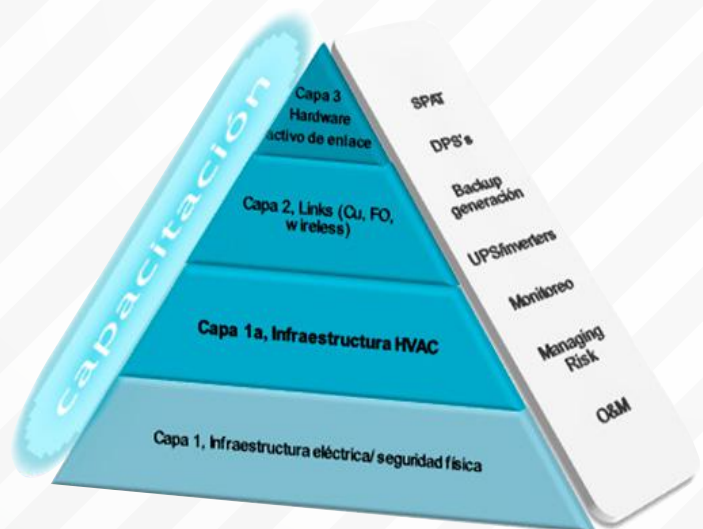 capacitación
Capa 3
Hardware
activo de enlace
Capa 2, Links (Cu, FO,
wireless)
Capa 1a, Infraestructura HVAC
Capa 1, Infraestructura eléctrica/ seguridad física
SPAT
DPS's
Backup
generación
UPS/inverters
Monitoreo
Managing
Risk
O&M